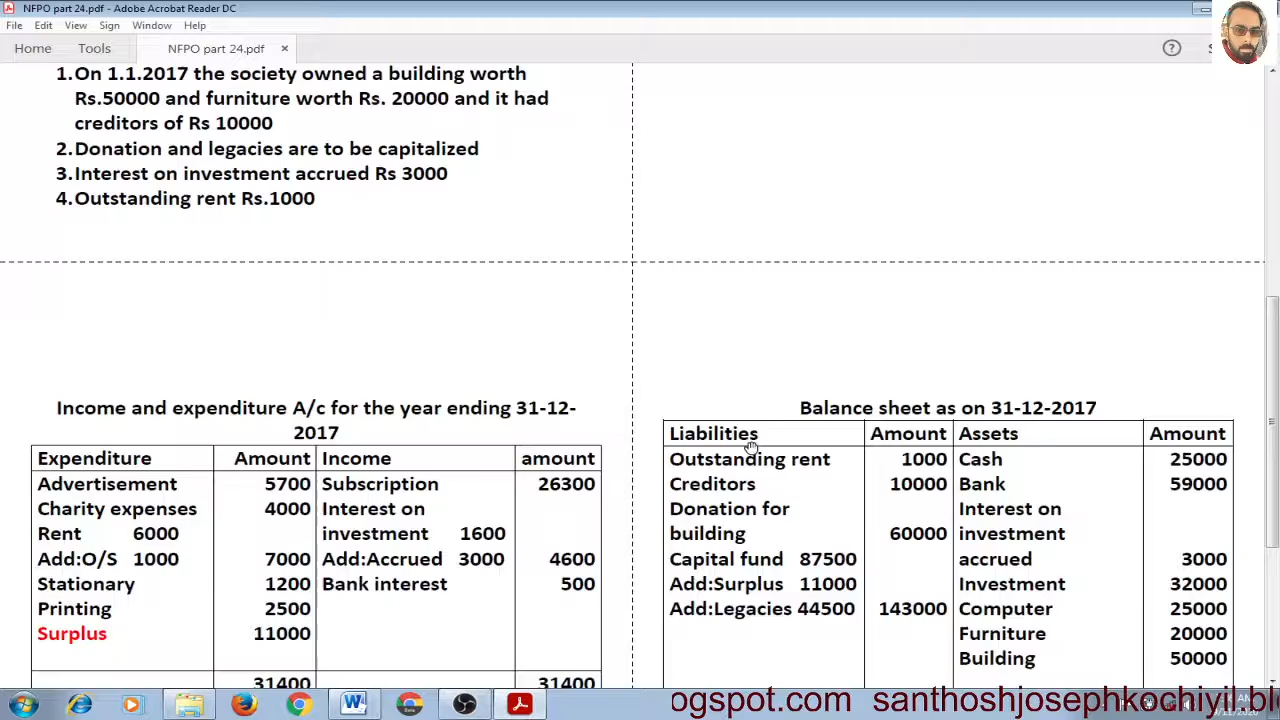 NFPO part 24.pdf - Adobe Acrobat Reader DC
File Edit View Sign Window Help
Home Tools NFPO part 24.pdf ×
1.On 1.1.2017 the society owned a building worth
Rs.50000 and furniture worth Rs. 20000 and it had
creditors of Rs 10000
2.Donation and legacies are to be capitalized
3.Interest on investment accrued Rs 3000
4.Outstanding rent Rs.1000
Income and expenditure A/c for the year ending 31-12-
2017
Expenditure Amount Income amount
Advertisement 5700 Subscription 26300
Charity expenses 4000 Interest on
Rent 6000 investment 1600
Add:O/S 1000 7000 Add:Accrued 3000 4600
Stationary 1200 Bank interest 500
Printing 2500
Surplus 11000
31400 31400
Balance sheet as on 31-12-2017
Liabilities Amount Assets Amount
Outstanding rent 1000 Cash 25000
Creditors 10000 Bank 59000
Donation for Interest on
building 60000 investment
Capital fund 87500 accrued 3000
Add:Surplus 11000 Investment 32000
Add:Legacies 44500 143000 Computer 25000
Furniture 20000
Building 50000
ogspot.com santhoshjosephkochiyil.bl